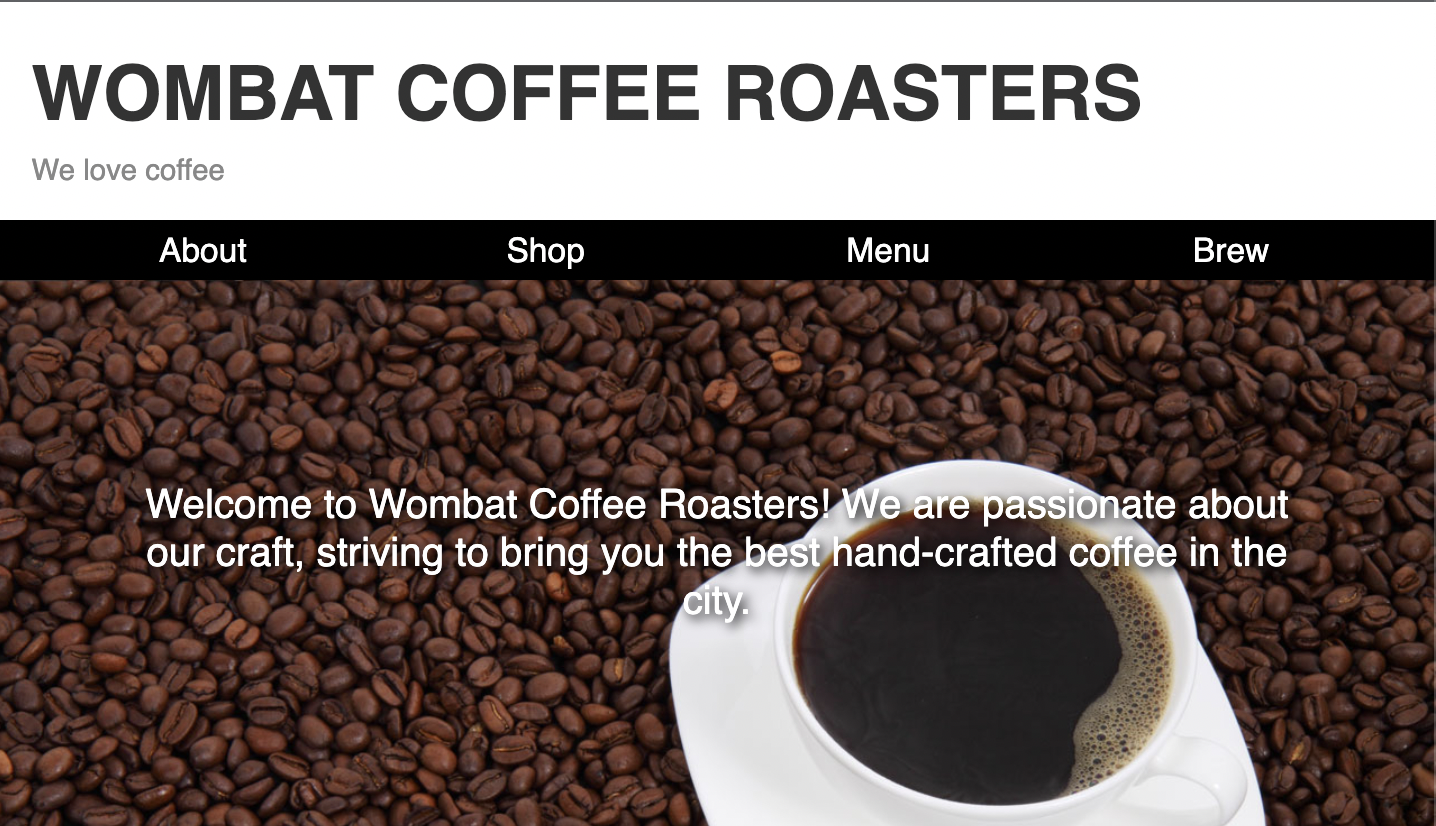 WOMBAT COFFEE ROASTERS
We love coffee
About Shop Menu Brew
Welcome to Wombat Coffee Roasters! We are passionate about
our craft, striving to bring you the best hand-crafted coffee in the
city.